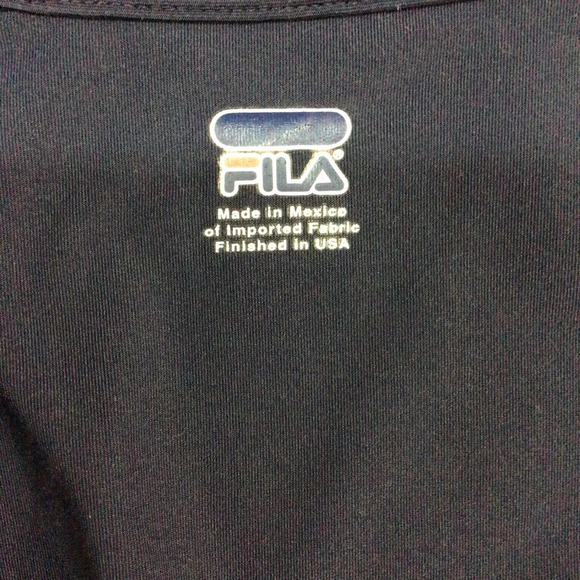 FILA®
Made in Mexico
of Imported Fabric
Finished in USA